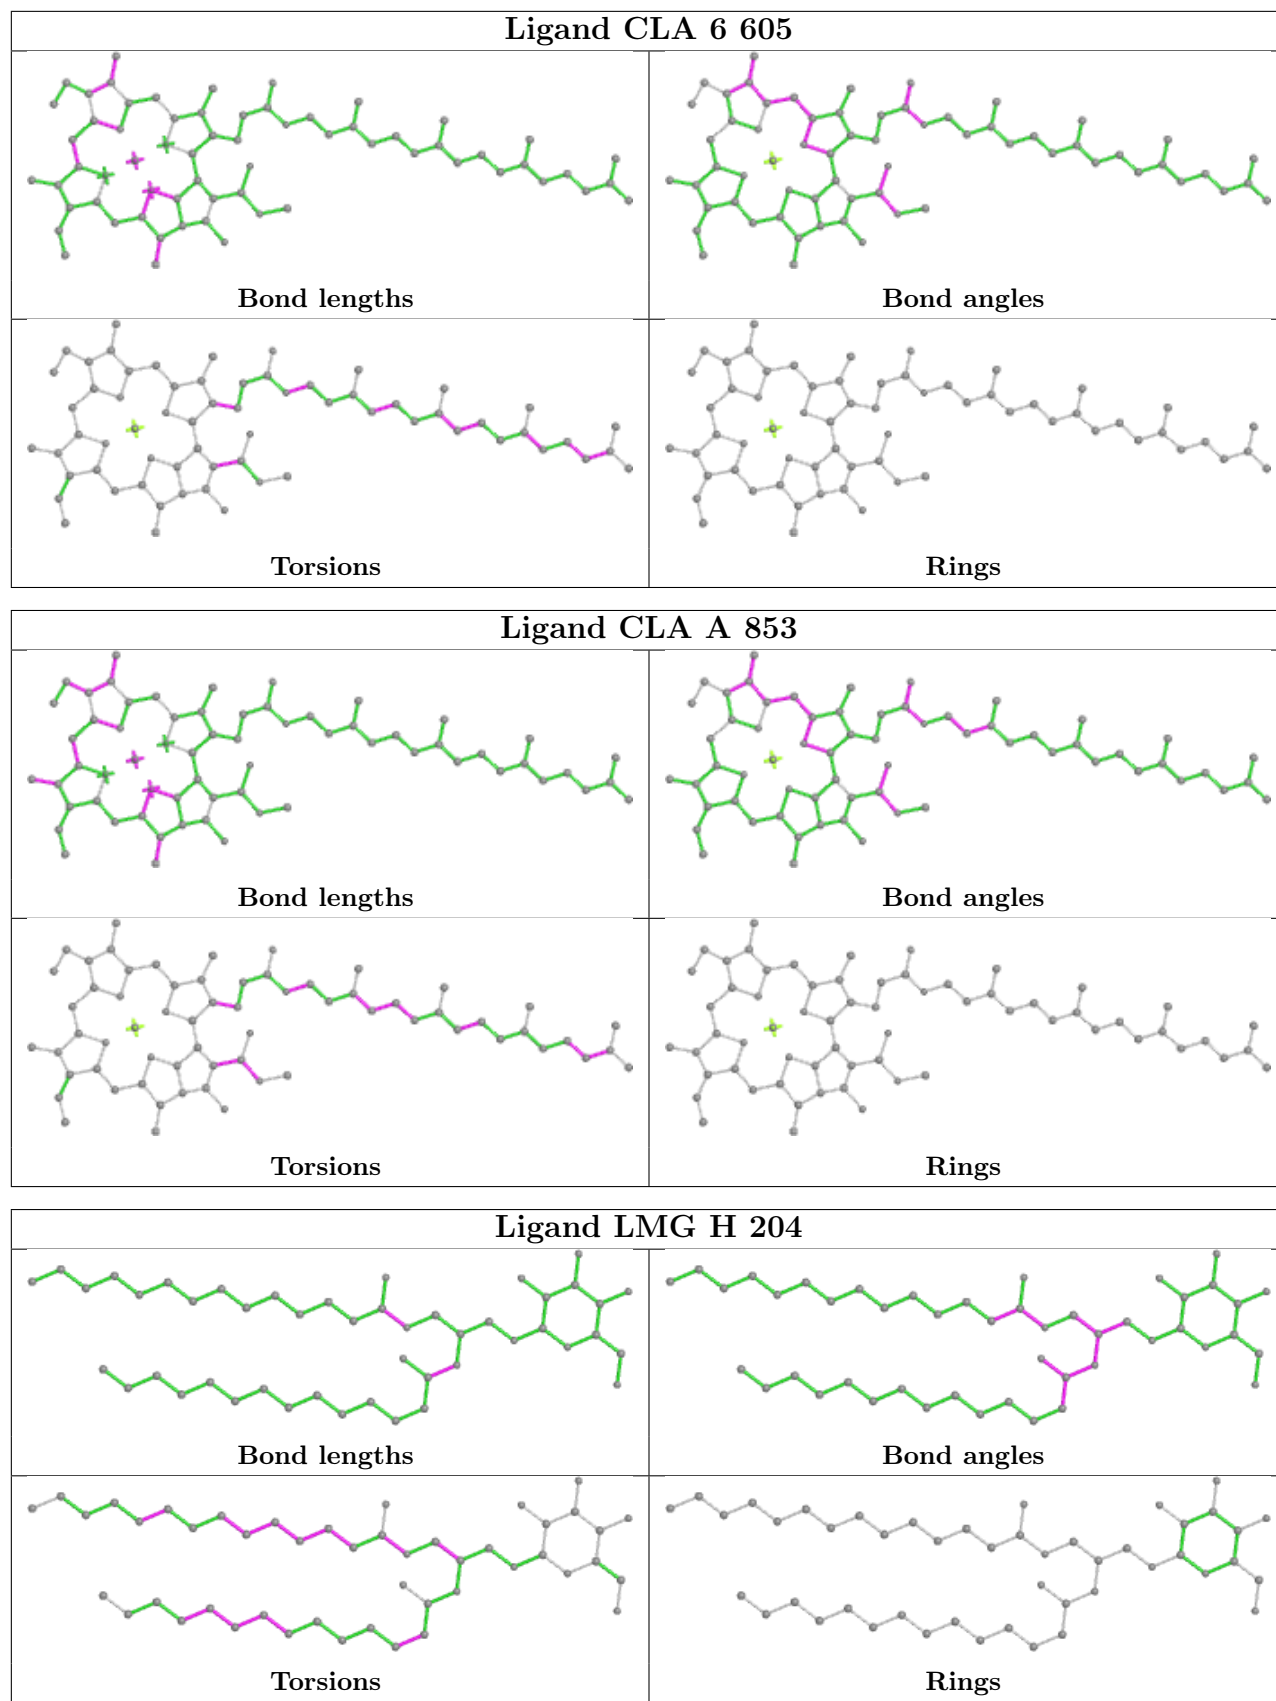 Ligand CLA 6 605
Bond lengths
Bond angles
Torsions
Rings
Ligand CLA A 853
Bond lengths
Bond angles
Torsions
Rings
Ligand LMG H 204
Bond lengths
Bond angles
Torsions
Rings